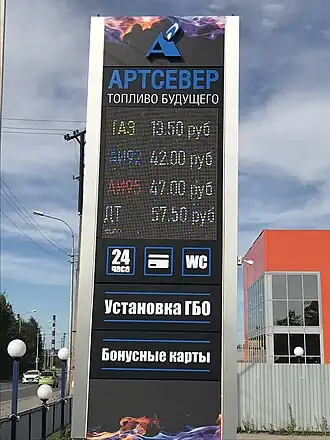 АРТСЕВЕР
ТОПЛИВО БУДУЩЕГО
ГАЗ 19.50 руб
АИ92 42.00 руб
АИ95 47.00 руб
ДТ 57.50 руб
24 часа WC
Установка ГБО
Бонусные карты